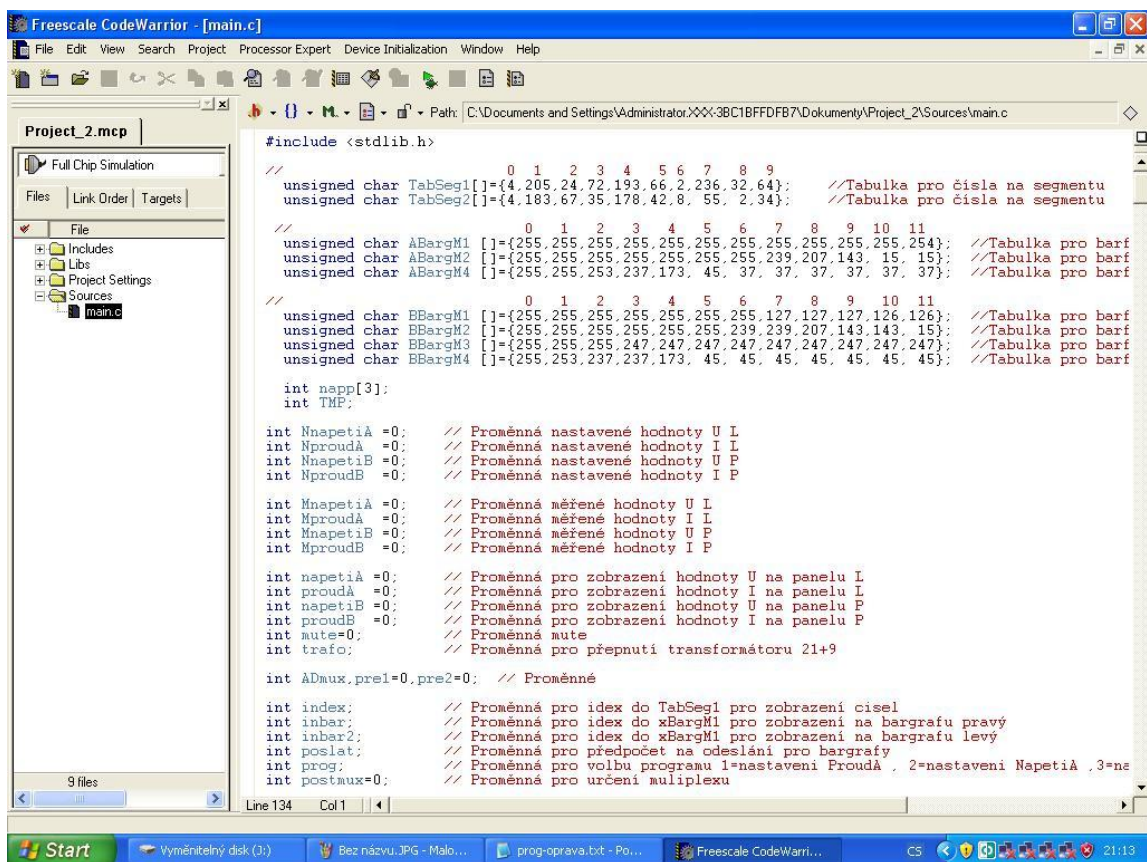 Freescale CodeWarrior - [main.c]
File Edit View Search Project Processor Expert Device Initialization Window Help
Path: C:\Documents and Settings\Administrator.XXX-3BC1BFFDFB7\Dokumenty\Project_2\Sources\main.c
Project_2.mcp
Full Chip Simulation
Files Link Order Targets
File
Includes
Libs
Project Settings
Sources
main.c
9 files
#include <stdlib.h>
// 0 1 2 3 4 5 6 7 8 9
unsigned char TabSeg1[]={4,205,24,72,193,66,2,236,32,64}; //Tabulka pro čísla na segmentu
unsigned char TabSeg2[]={4,183,67,35,178,42,8, 55, 2,34}; //Tabulka pro čísla na segmentu
// 0 1 2 3 4 5 6 7 8 9 10 11
unsigned char ABargM1 []={255,255,255,255,255,255,255,255,255,255,255,254}; //Tabulka pro barf
unsigned char ABargM2 []={255,255,255,255,255,255,255,239,207,143, 15, 15}; //Tabulka pro barf
unsigned char ABargM4 []={255,255,253,237,173, 45, 37, 37, 37, 37, 37, 37}; //Tabulka pro barf
// 0 1 2 3 4 5 6 7 8 9 10 11
unsigned char BBargM1 []={255,255,255,255,255,255,255,127,127,127,126,126}; //Tabulka pro barf
unsigned char BBargM2 []={255,255,255,255,255,255,239,239,207,143,143, 15}; //Tabulka pro barf
unsigned char BBargM3 []={255,255,255,247,247,247,247,247,247,247,247,247}; //Tabulka pro barf
unsigned char BBargM4 []={255,253,237,237,173, 45, 45, 45, 45, 45, 45, 45}; //Tabulka pro barf
int napp[3];
int TMP;
int NnapetiA =0; // Proměnná nastavené hodnoty U L
int NproudA =0; // Proměnná nastavené hodnoty I L
int NnapetiB =0; // Proměnná nastavené hodnoty U P
int NproudB =0; // Proměnná nastavené hodnoty I P
int MnapetiA =0; // Proměnná měřené hodnoty U L
int MproudA =0; // Proměnná měřené hodnoty I L
int MnapetiB =0; // Proměnná měřené hodnoty U P
int MproudB =0; // Proměnná měřené hodnoty I P
int napetiA =0; // Proměnná pro zobrazení hodnoty U na panelu L
int proudA =0; // Proměnná pro zobrazení hodnoty I na panelu L
int napetiB =0; // Proměnná pro zobrazení hodnoty U na panelu P
int proudB =0; // Proměnná pro zobrazení hodnoty I na panelu P
int mute=0; // Proměnná mute
int trafo; // Proměnná pro přepnutí transformátoru 21+9
int ADmux,pre1=0,pre2=0; // Proměnné
int index; // Proměnná pro idex do TabSeg1 pro zobrazení cisel
int inbar; // Proměnná pro idex do xBargM1 pro zobrazení na bargrafu pravý
int inbar2; // Proměnná pro idex do xBargM1 pro zobrazení na bargrafu levý
int poslat; // Proměnná pro předpočet na odeslání pro bargrafy
int prog; // Proměnná pro volbu programu 1=nastaveni ProudA , 2=nastaveni NapetiA ,3=na
int postmux=0; // Proměnná pro určení muliplexu
Line 134 Col 1
Start Vyměnitelný disk (J:) Bez názvu.JPG - Malo... prog-oprava.txt - Po... Freescale CodeWarri... CS 21:13